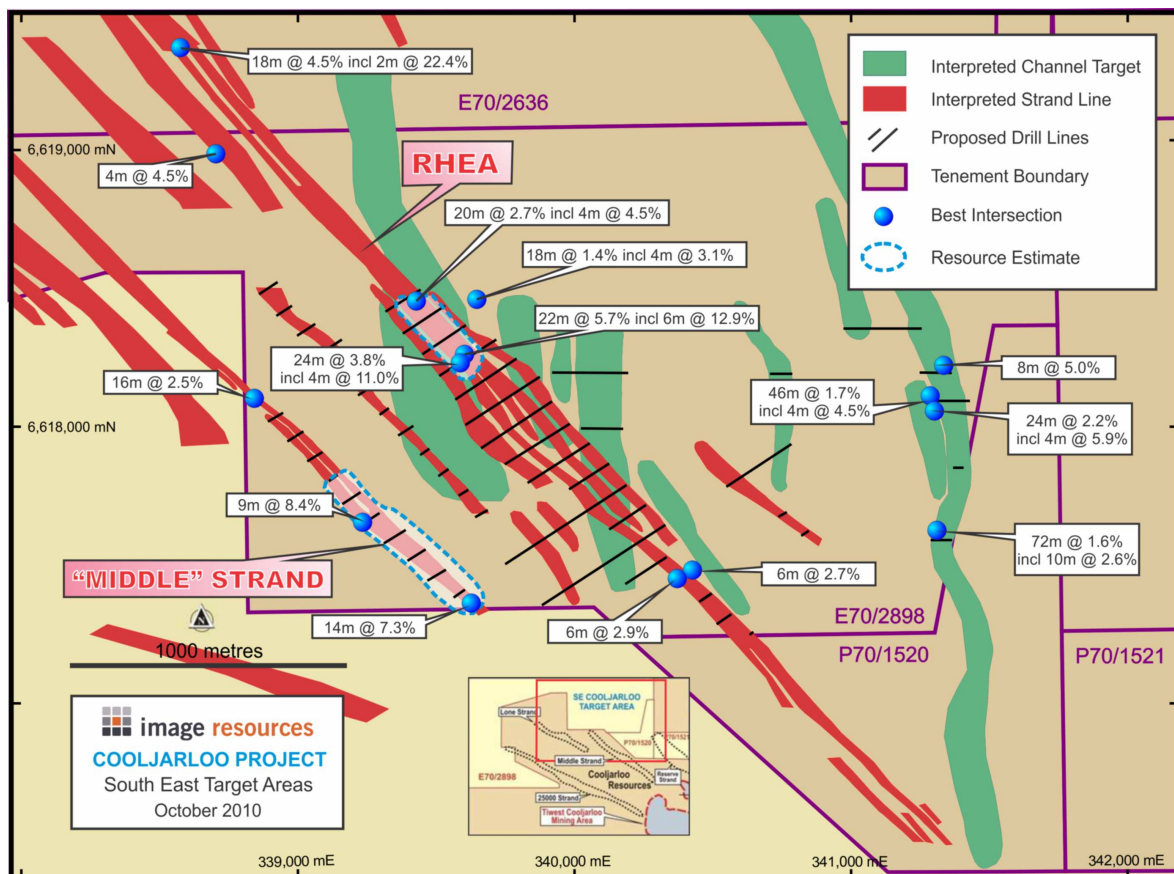 18m @ 4.5% incl 2m @ 22.4%
E70/2636
6,619,000 mN
4m @ 4.5%
RHEA
20m @ 2.7% incl 4m @ 4.5%
18m @ 1.4% incl 4m @ 3.1%
22m @ 5.7% incl 6m @ 12.9%
24m @ 3.8%
incl 4m @ 11.0%
16m @ 2.5%
6,618,000 mN
8m @ 5.0%
46m @ 1.7%
incl 4m @ 4.5%
24m @ 2.2%
incl 4m @ 5.9%
9m @ 8.4%
72m @ 1.6%
incl 10m @ 2.6%
"MIDDLE" STRAND
6m @ 2.7%
14m @ 7.3%
6m @ 2.9%
E70/2898
P70/1520
P70/1521
N
1000 metres
Interpreted Channel Target
Interpreted Strand Line
Proposed Drill Lines
Tenement Boundary
Best Intersection
Resource Estimate
image resources
COOLJARLOO PROJECT
South East Target Areas
October 2010
SE COOLJARLOO
TARGET AREA
Lone Strand
P70/1520
P70/1521
Middle Strand
E70/2898
Cooljarloo
Resources
Reserve
Strand
25000 Strand
Tiwest Cooljarloo
Mining Area
339,000 mE
340,000 mE
341,000 mE
342,000 mE